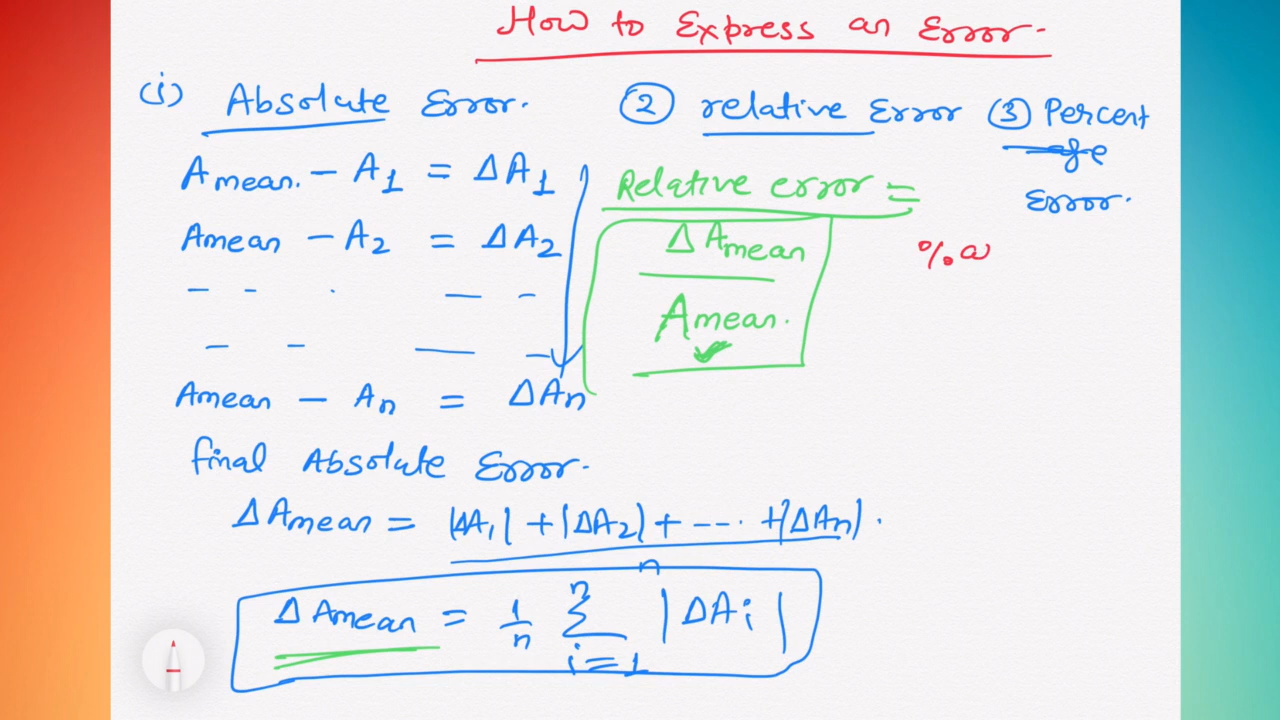 How to Express an Error.
(i) Absolute Error.
Amean. - A1 = ΔA1
Amean - A2 = ΔA2
- - . — -
- - — -
Amean - An = ΔAn
final Absolute Error.
ΔAmean = |ΔA1| + |ΔA2| + --- + |ΔAn|.
n
ΔAmean = 1/n n Σ i=1 |ΔAi|
② relative Error
Relative error =
ΔAmean
Amean.
③ Percent
age
Error.